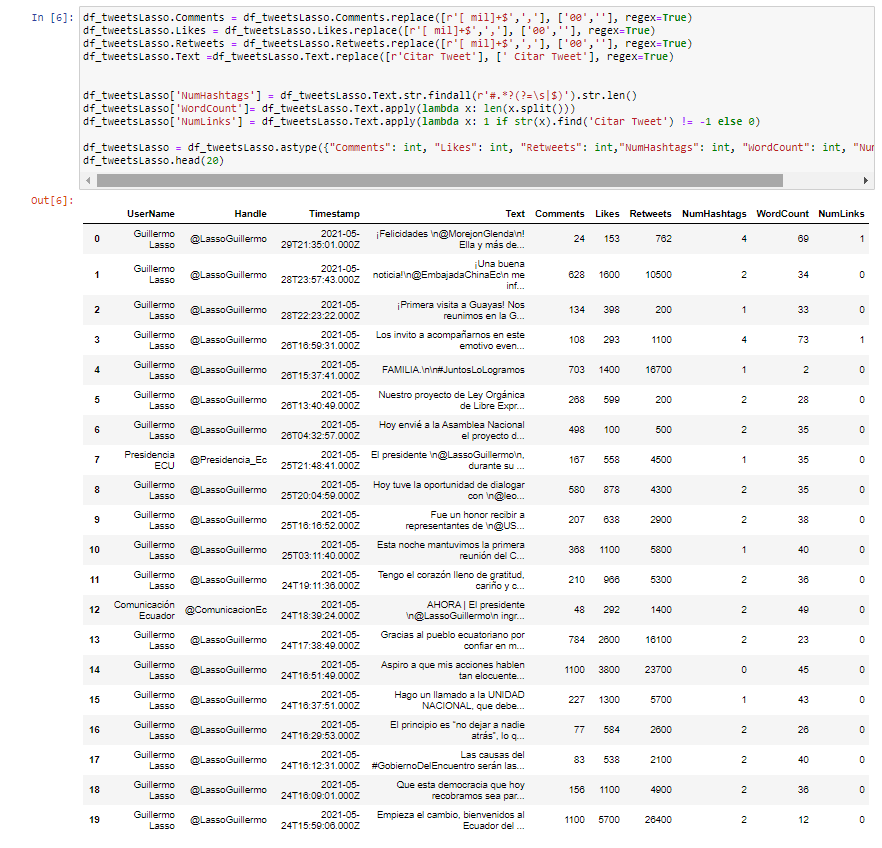 In [6]:
df_tweetsLasso.Comments = df_tweetsLasso.Comments.replace([r'[ mil]+$',','], ['00',''], regex=True)
df_tweetsLasso.Likes = df_tweetsLasso.Likes.replace([r'[ mil]+$',','], ['00',''], regex=True)
df_tweetsLasso.Retweets = df_tweetsLasso.Retweets.replace([r'[ mil]+$',','], ['00',''], regex=True)
df_tweetsLasso.Text =df_tweetsLasso.Text.replace([r'Citar Tweet'], [' Citar Tweet'], regex=True)
df_tweetsLasso['NumHashtags'] = df_tweetsLasso.Text.str.findall(r'#.*?(?=\s|$)').str.len()
df_tweetsLasso['WordCount']= df_tweetsLasso.Text.apply(lambda x: len(x.split()))
df_tweetsLasso['NumLinks'] = df_tweetsLasso.Text.apply(lambda x: 1 if str(x).find('Citar Tweet') != -1 else 0)
df_tweetsLasso = df_tweetsLasso.astype({"Comments": int, "Likes": int, "Retweets": int,"NumHashtags": int, "WordCount": int, "Num
df_tweetsLasso.head(20)
Out[6]:
UserName Handle Timestamp Text Comments Likes Retweets NumHashtags WordCount NumLinks
0 Guillermo Lasso @LassoGuillermo 2021-05-29T21:35:01.000Z ¡Felicidades \n@MorejonGlenda\n! Ella y más de... 24 153 762 4 69 1
1 Guillermo Lasso @LassoGuillermo 2021-05-28T23:57:43.000Z ¡Una buena noticia!\n@EmbajadaChinaEc\n me inf... 628 1600 10500 2 34 0
2 Guillermo Lasso @LassoGuillermo 2021-05-28T22:23:22.000Z ¡Primera visita a Guayas! Nos reunimos en la G... 134 398 200 1 33 0
3 Guillermo Lasso @LassoGuillermo 2021-05-26T16:59:31.000Z Los invito a acompañarnos en este emotivo even... 108 293 1100 4 73 1
4 Guillermo Lasso @LassoGuillermo 2021-05-26T15:37:41.000Z FAMILIA.\n\n#JuntosLoLogramos 703 1400 16700 1 2 0
5 Guillermo Lasso @LassoGuillermo 2021-05-26T13:40:49.000Z Nuestro proyecto de Ley Orgánica de Libre Expr... 268 599 200 2 28 0
6 Guillermo Lasso @LassoGuillermo 2021-05-26T04:32:57.000Z Hoy envié a la Asamblea Nacional el proyecto d... 498 100 500 2 35 0
7 Presidencia ECU @Presidencia_Ec 2021-05-25T21:48:41.000Z El presidente \n@LassoGuillermo\n, durante su ... 167 558 4500 1 35 0
8 Guillermo Lasso @LassoGuillermo 2021-05-25T20:04:59.000Z Hoy tuve la oportunidad de dialogar con \n@leo... 580 878 4300 2 35 0
9 Guillermo Lasso @LassoGuillermo 2021-05-25T16:16:52.000Z Fue un honor recibir a representantes de \n@US... 207 638 2900 2 38 0
10 Guillermo Lasso @LassoGuillermo 2021-05-25T03:11:40.000Z Esta noche mantuvimos la primera reunión del C... 368 1100 5800 1 40 0
11 Guillermo Lasso @LassoGuillermo 2021-05-24T19:11:36.000Z Tengo el corazón lleno de gratitud, cariño y c... 210 966 5300 2 36 0
12 Comunicación Ecuador @ComunicacionEc 2021-05-24T18:39:24.000Z AHORA | El presidente \n@LassoGuillermo\n ingr... 48 292 1400 2 49 0
13 Guillermo Lasso @LassoGuillermo 2021-05-24T17:38:49.000Z Gracias al pueblo ecuatoriano por confiar en m... 784 2600 16100 2 23 0
14 Guillermo Lasso @LassoGuillermo 2021-05-24T16:51:49.000Z Aspiro a que mis acciones hablen tan elocuente... 1100 3800 23700 0 45 0
15 Guillermo Lasso @LassoGuillermo 2021-05-24T16:37:51.000Z Hago un llamado a la UNIDAD NACIONAL, que debe... 227 1300 5700 1 43 0
16 Guillermo Lasso @LassoGuillermo 2021-05-24T16:29:53.000Z El principio es "no dejar a nadie atrás", lo q... 77 584 2600 2 26 0
17 Guillermo Lasso @LassoGuillermo 2021-05-24T16:12:31.000Z Las causas del #GobiernoDelEncuentro serán las... 83 538 2100 2 40 0
18 Guillermo Lasso @LassoGuillermo 2021-05-24T16:09:01.000Z Que esta democracia que hoy recobramos sea par... 156 1100 4900 2 36 0
19 Guillermo Lasso @LassoGuillermo 2021-05-24T15:59:06.000Z Empieza el cambio, bienvenidos al Ecuador del ... 1100 5700 26400 2 12 0